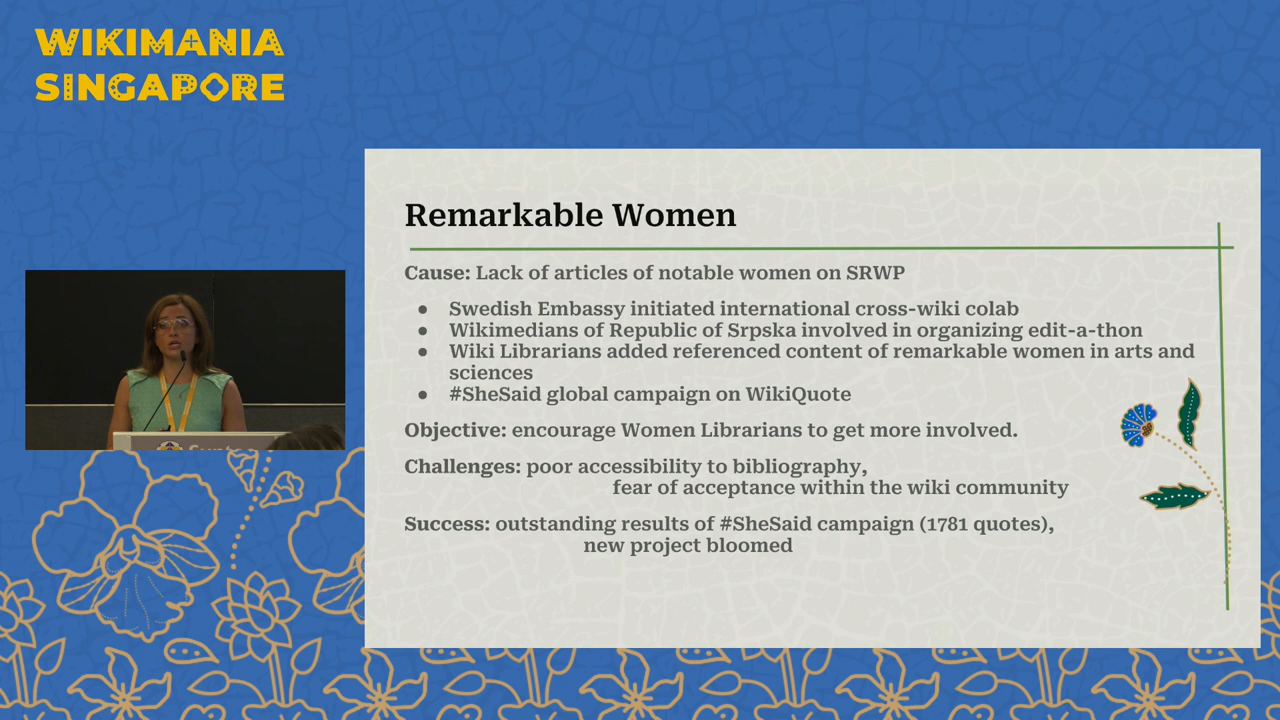 WIKIMANIA
SINGAPORE
Remarkable Women
Cause: Lack of articles of notable women on SRWP
● Swedish Embassy initiated international cross-wiki colab
● Wikimedians of Republic of Srpska involved in organizing edit-a-thon
● Wiki Librarians added referenced content of remarkable women in arts and
sciences
● #SheSaid global campaign on WikiQuote
Objective: encourage Women Librarians to get more involved.
Challenges: poor accessibility to bibliography,
fear of acceptance within the wiki community
Success: outstanding results of #SheSaid campaign (1781 quotes),
new project bloomed